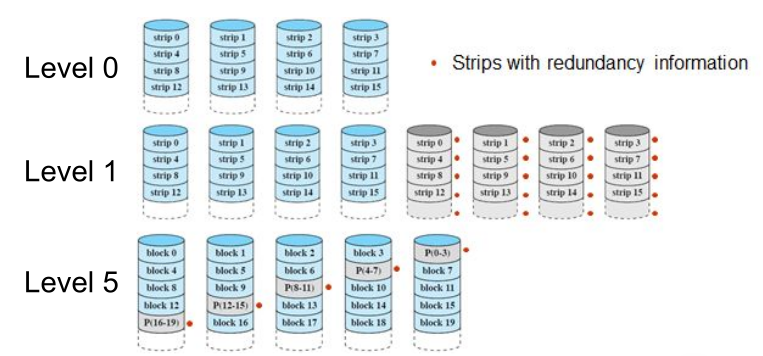 Level 0
strip 0 strip 1 strip 2 strip 3
strip 4 strip 5 strip 6 strip 7
strip 8 strip 9 strip 10 strip 11
strip 12 strip 13 strip 14 strip 15
• Strips with redundancy information
Level 1
strip 0 strip 1 strip 2 strip 3 strip 0 strip 1 strip 2 strip 3
strip 4 strip 5 strip 6 strip 7 strip 4 strip 5 strip 6 strip 7
strip 8 strip 9 strip 10 strip 11 strip 8 strip 9 strip 10 strip 11
strip 12 strip 13 strip 14 strip 15 strip 12 strip 13 strip 14 strip 15
Level 5
block 0 block 1 block 2 block 3 P(0-3)
block 4 block 5 block 6 P(4-7) block 7
block 8 block 9 P(8-11) block 10 block 11
block 12 P(12-15) block 13 block 14 block 15
P(16-19) block 16 block 17 block 18 block 19